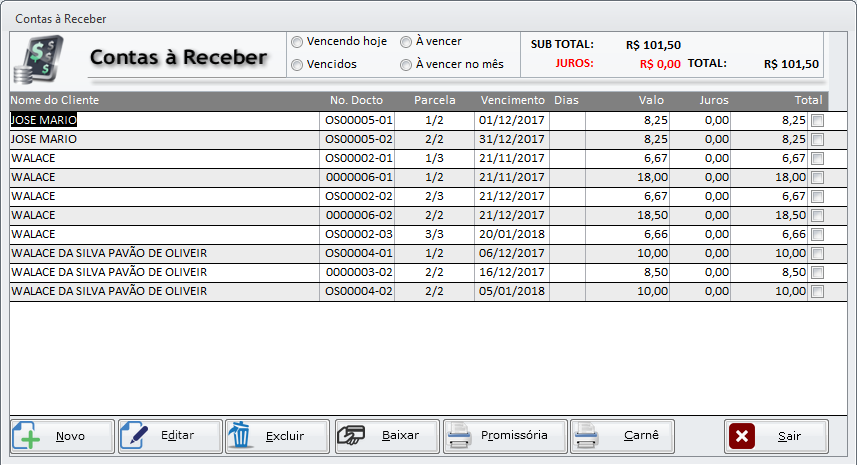 Contas à Receber
Contas à Receber
Vencendo hoje À vencer
Vencidos À vencer no mês
SUB TOTAL: R$ 101,50
JUROS: R$ 0,00 TOTAL: R$ 101,50
Nome do Cliente No. Docto Parcela Vencimento Dias Valo Juros Total
JOSE MARIO OS00005-01 1/2 01/12/2017 8,25 0,00 8,25
JOSE MARIO OS00005-02 2/2 31/12/2017 8,25 0,00 8,25
WALACE OS00002-01 1/3 21/11/2017 6,67 0,00 6,67
WALACE 0000006-01 1/2 21/11/2017 18,00 0,00 18,00
WALACE OS00002-02 2/3 21/12/2017 6,67 0,00 6,67
WALACE 0000006-02 2/2 21/12/2017 18,50 0,00 18,50
WALACE OS00002-03 3/3 20/01/2018 6,66 0,00 6,66
WALACE DA SILVA PAVÃO DE OLIVEIR OS00004-01 1/2 06/12/2017 10,00 0,00 10,00
WALACE DA SILVA PAVÃO DE OLIVEIR 0000003-02 2/2 16/12/2017 8,50 0,00 8,50
WALACE DA SILVA PAVÃO DE OLIVEIR OS00004-02 2/2 05/01/2018 10,00 0,00 10,00
Novo Editar Excluir Baixar Promissória Carnê Sair